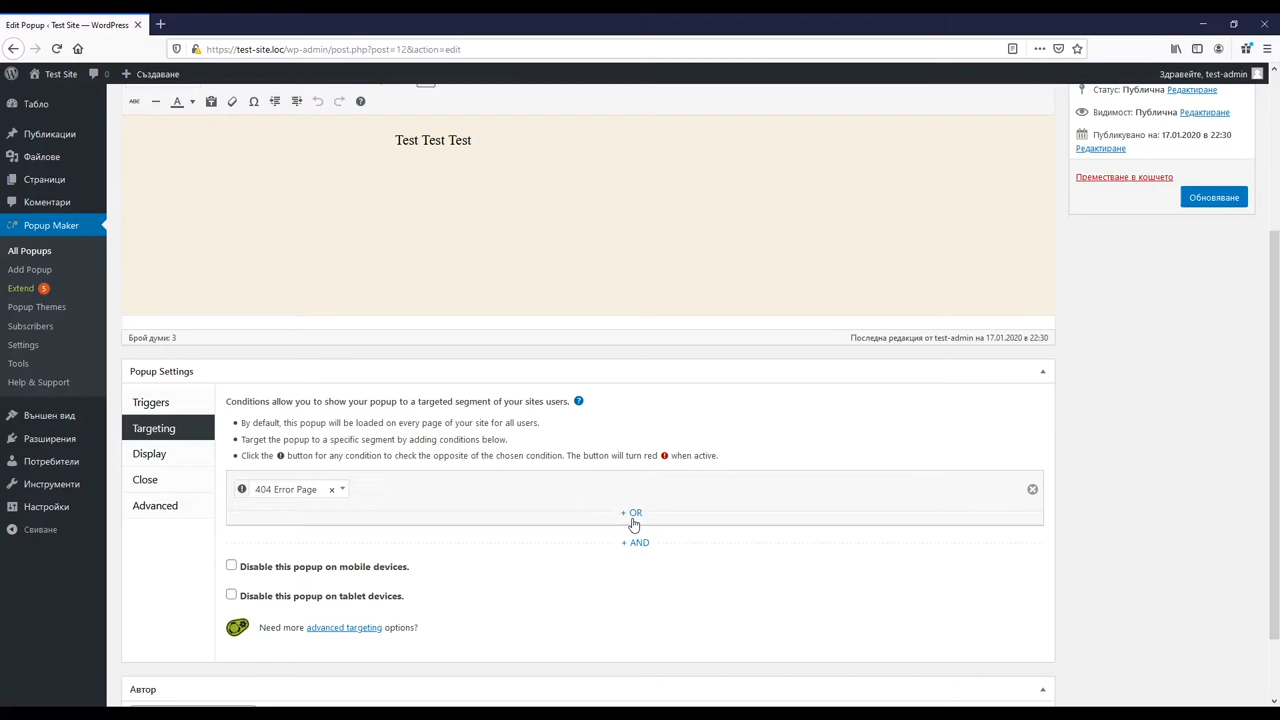 Edit Popup ‹ Test Site — WordPress
https://test-site.loc/wp-admin/post.php?post=12&action=edit
Test Site
0
Създаване
Здравейте, test-admin
Табло
Публикации
Файлове
Страници
Коментари
Popup Maker
All Popups
Add Popup
Extend 5
Popup Themes
Subscribers
Settings
Tools
Help & Support
Външен вид
Разширения
Потребители
Инструменти
Настройки
Свиване
ABC
A
Test Test Test
Брой думи: 3
Последна редакция от test-admin на 17.01.2020 в 22:30
Статус: Публична Редактиране
Видимост: Публична Редактиране
Публикувано на: 17.01.2020 в 22:30
Редактиране
Преместване в кошчето
Обновяване
Popup Settings
Triggers
Targeting
Display
Close
Advanced
Conditions allow you to show your popup to a targeted segment of your sites users.
By default, this popup will be loaded on every page of your site for all users.
Target the popup to a specific segment by adding conditions below.
Click the button for any condition to check the opposite of the chosen condition. The button will turn red when active.
404 Error Page ×
+ OR
+ AND
Disable this popup on mobile devices.
Disable this popup on tablet devices.
Need more advanced targeting options?
Автор